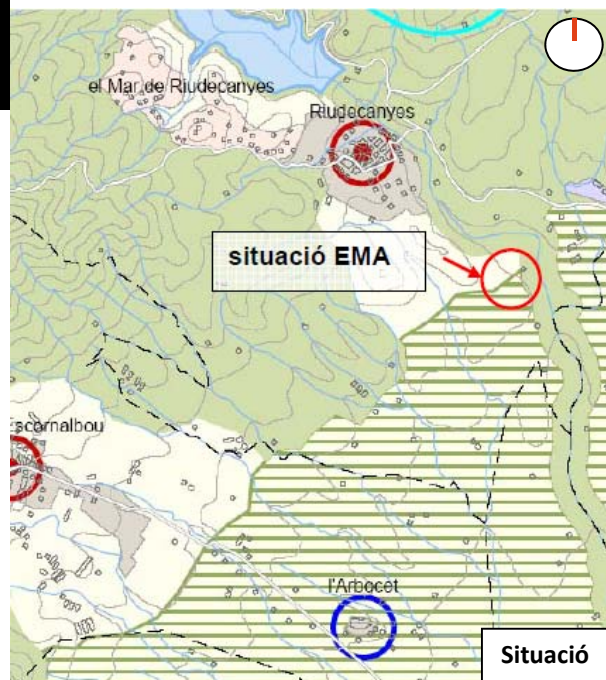 el Mar de Riudecanyes
Riudecanyes
situació EMA
scornalbou
l'Arbocet
Situació